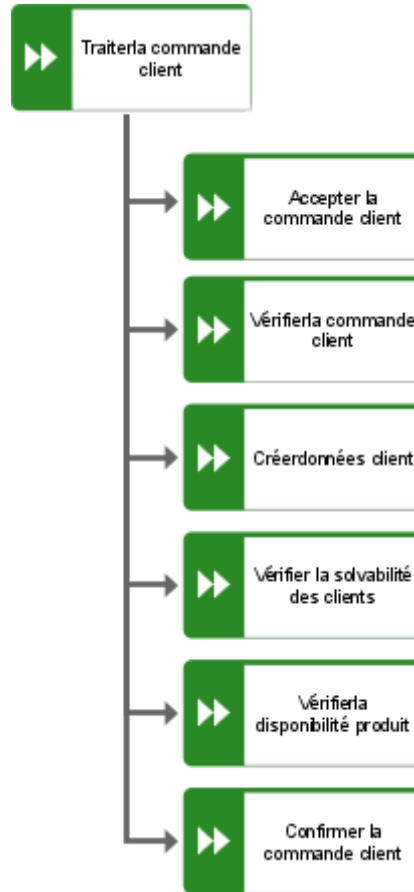 Traiterla commande
client
Accepter la
commande client
Vérifierla commande
client
Créerdonnées client
Vérifier la solvabilité
des clients
Vérifierla
disponibilité produit
Confirmer la
commande client